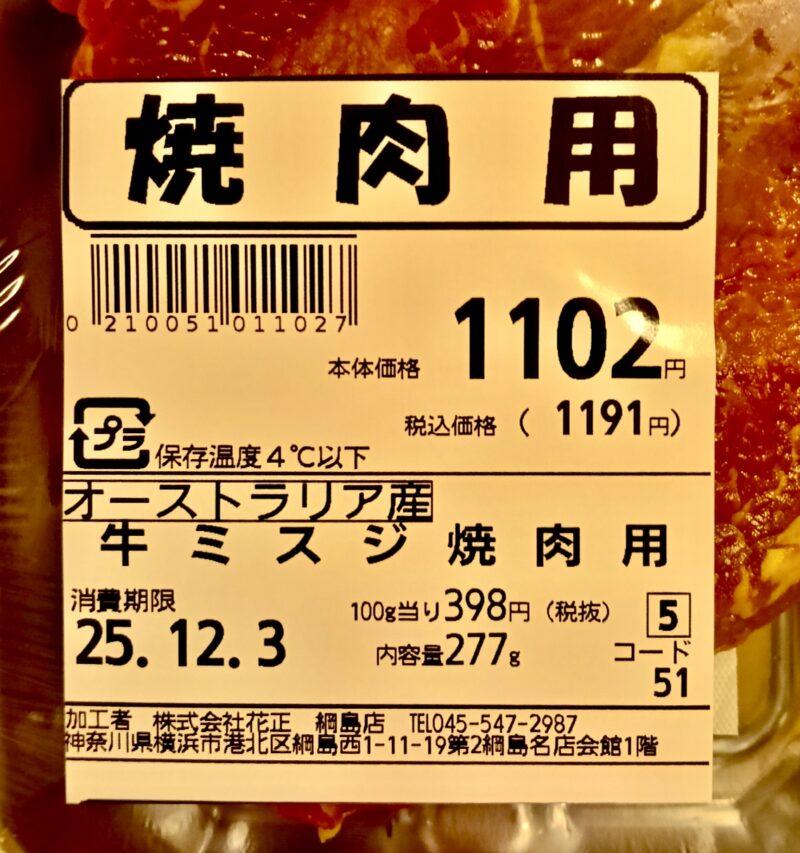 焼肉用
0 210051 011027
本体価格 1102円
税込価格 ( 1191円)
プラ 保存温度4℃以下
オーストラリア産
牛ミスジ焼肉用
消費期限 100g当り398円 (税抜) 5
25.12.3 内容量277g コード
51
加工者 株式会社花正 綱島店 TEL045-547-2987
神奈川県横浜市港北区綱島西1-11-19第2綱島名店会館1階